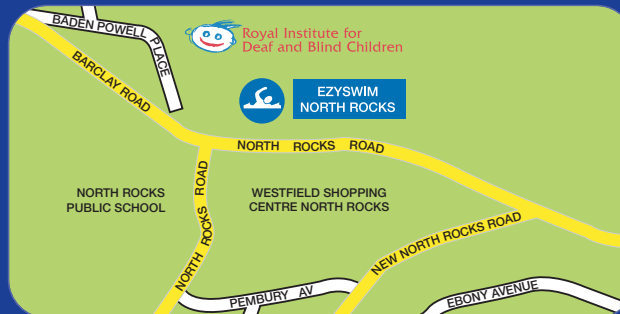 BADEN POWELL PLACE
Royal Institute for
Deaf and Blind Children
BARCLAY ROAD
EZYSWIM
NORTH ROCKS
NORTH ROCKS ROAD
NORTH ROCKS
PUBLIC SCHOOL
NORTH ROCKS ROAD
WESTFIELD SHOPPING
CENTRE NORTH ROCKS
NEW NORTH ROCKS ROAD
PEMBURY AV
EBONY AVENUE